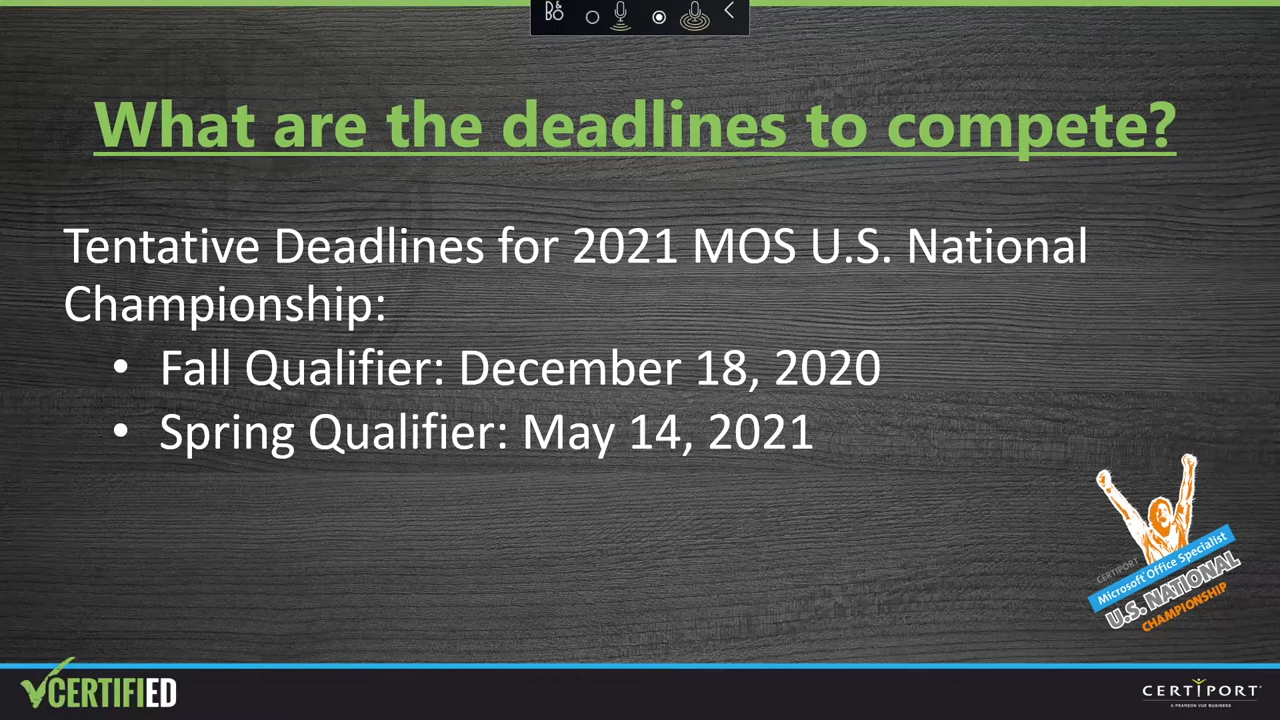 B&O
What are the deadlines to compete?
Tentative Deadlines for 2021 MOS U.S. National
Championship:
• Fall Qualifier: December 18, 2020
• Spring Qualifier: May 14, 2021
CERTIPORT
Microsoft Office Specialist
U.S. NATIONAL
CHAMPIONSHIP
CERTIFIED
CERTIPORT
A PEARSON VUE BUSINESS